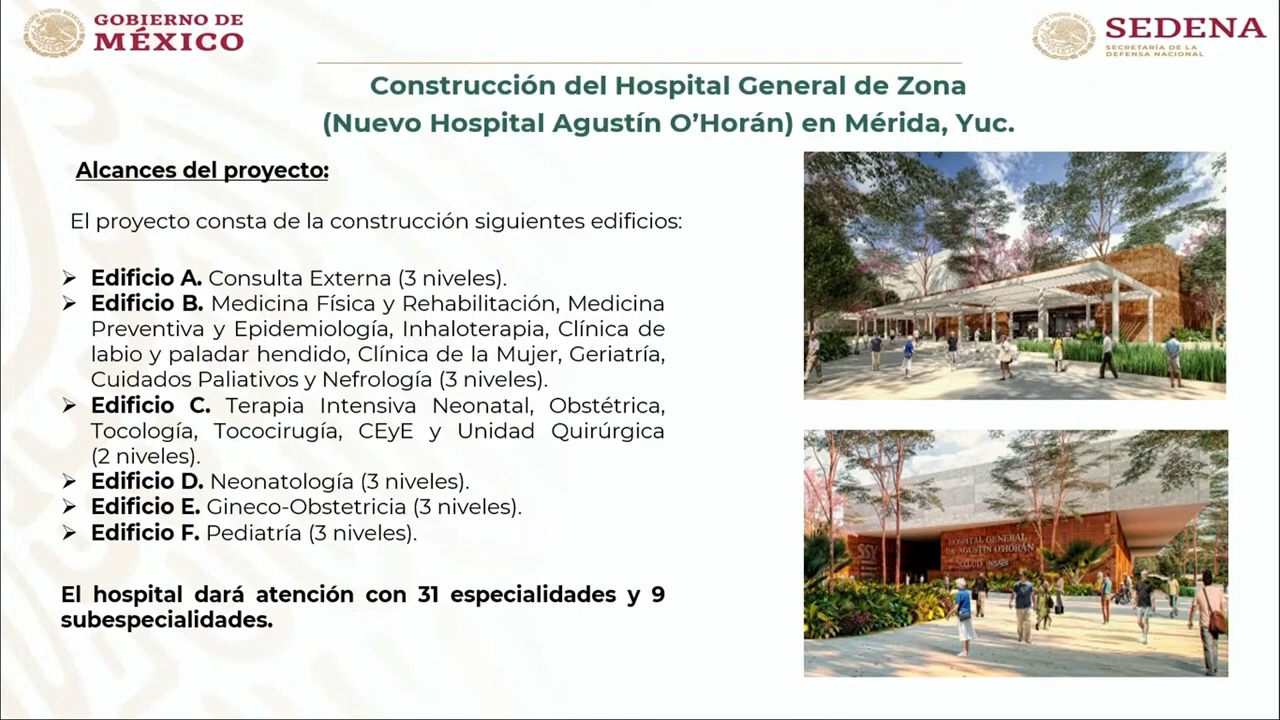 GOBIERNO DE
MÉXICO
SEDENA
SECRETARÍA DE LA
DEFENSA NACIONAL
Construcción del Hospital General de Zona
(Nuevo Hospital Agustín O’Horán) en Mérida, Yuc.
Alcances del proyecto:
El proyecto consta de la construcción siguientes edificios:
➢ Edificio A. Consulta Externa (3 niveles).
➢ Edificio B. Medicina Física y Rehabilitación, Medicina
Preventiva y Epidemiología, Inhaloterapia, Clínica de
labio y paladar hendido, Clínica de la Mujer, Geriatría,
Cuidados Paliativos y Nefrología (3 niveles).
➢ Edificio C. Terapia Intensiva Neonatal, Obstétrica,
Tocología, Tococirugía, CEyE y Unidad Quirúrgica
(2 niveles).
➢ Edificio D. Neonatología (3 niveles).
➢ Edificio E. Gineco-Obstetricia (3 niveles).
➢ Edificio F. Pediatría (3 niveles).
El hospital dará atención con 31 especialidades y 9
subespecialidades.
SSY
HOSPITAL GENERAL
DR. AGUSTÍN O'HORÁN
SALUD INSABI